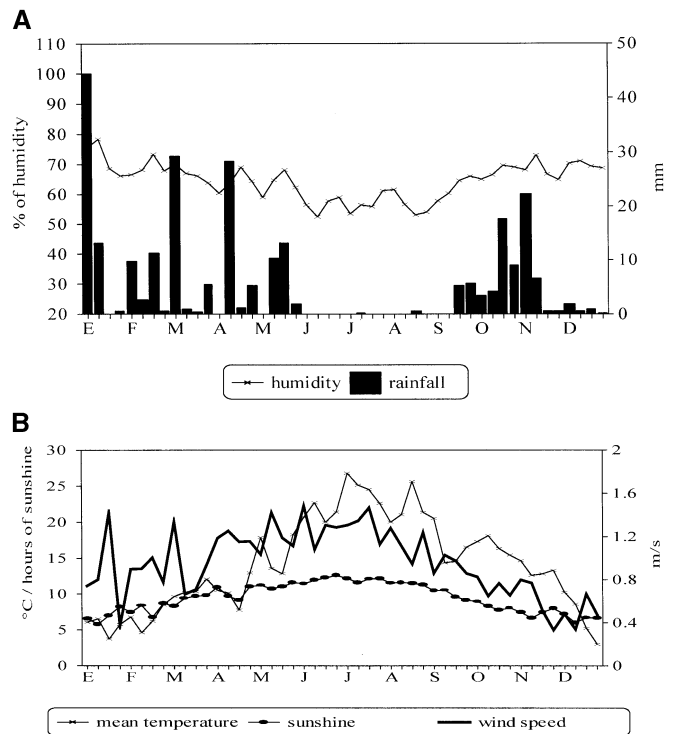 A
110
100
90
80
70
60
50
40
30
20
% of humidity
50
40
30
20
10
0
mm
E F M A M J J A S O N D
humidity rainfall
B
30
25
20
15
10
5
0
°C / hours of sunshine
2
1.6
1.2
0.8
0.4
0
m/s
E F M A M J J A S O N D
mean temperature sunshine wind speed